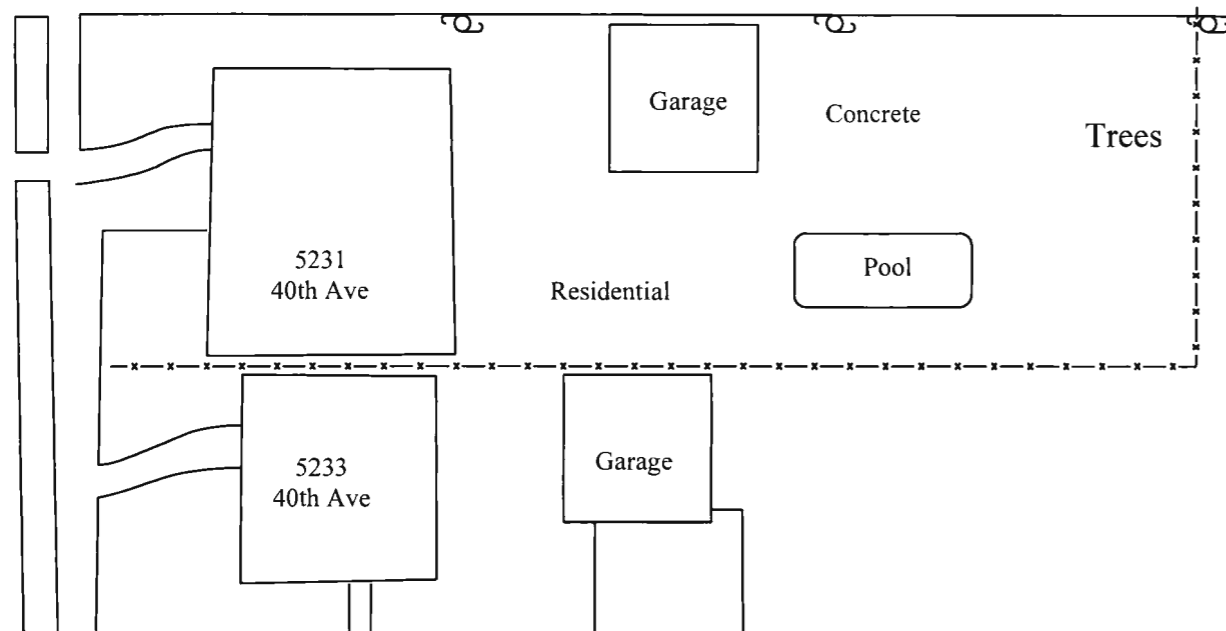 Garage
Concrete
Trees
5231
40th Ave
Residential
Pool
5233
40th Ave
Garage